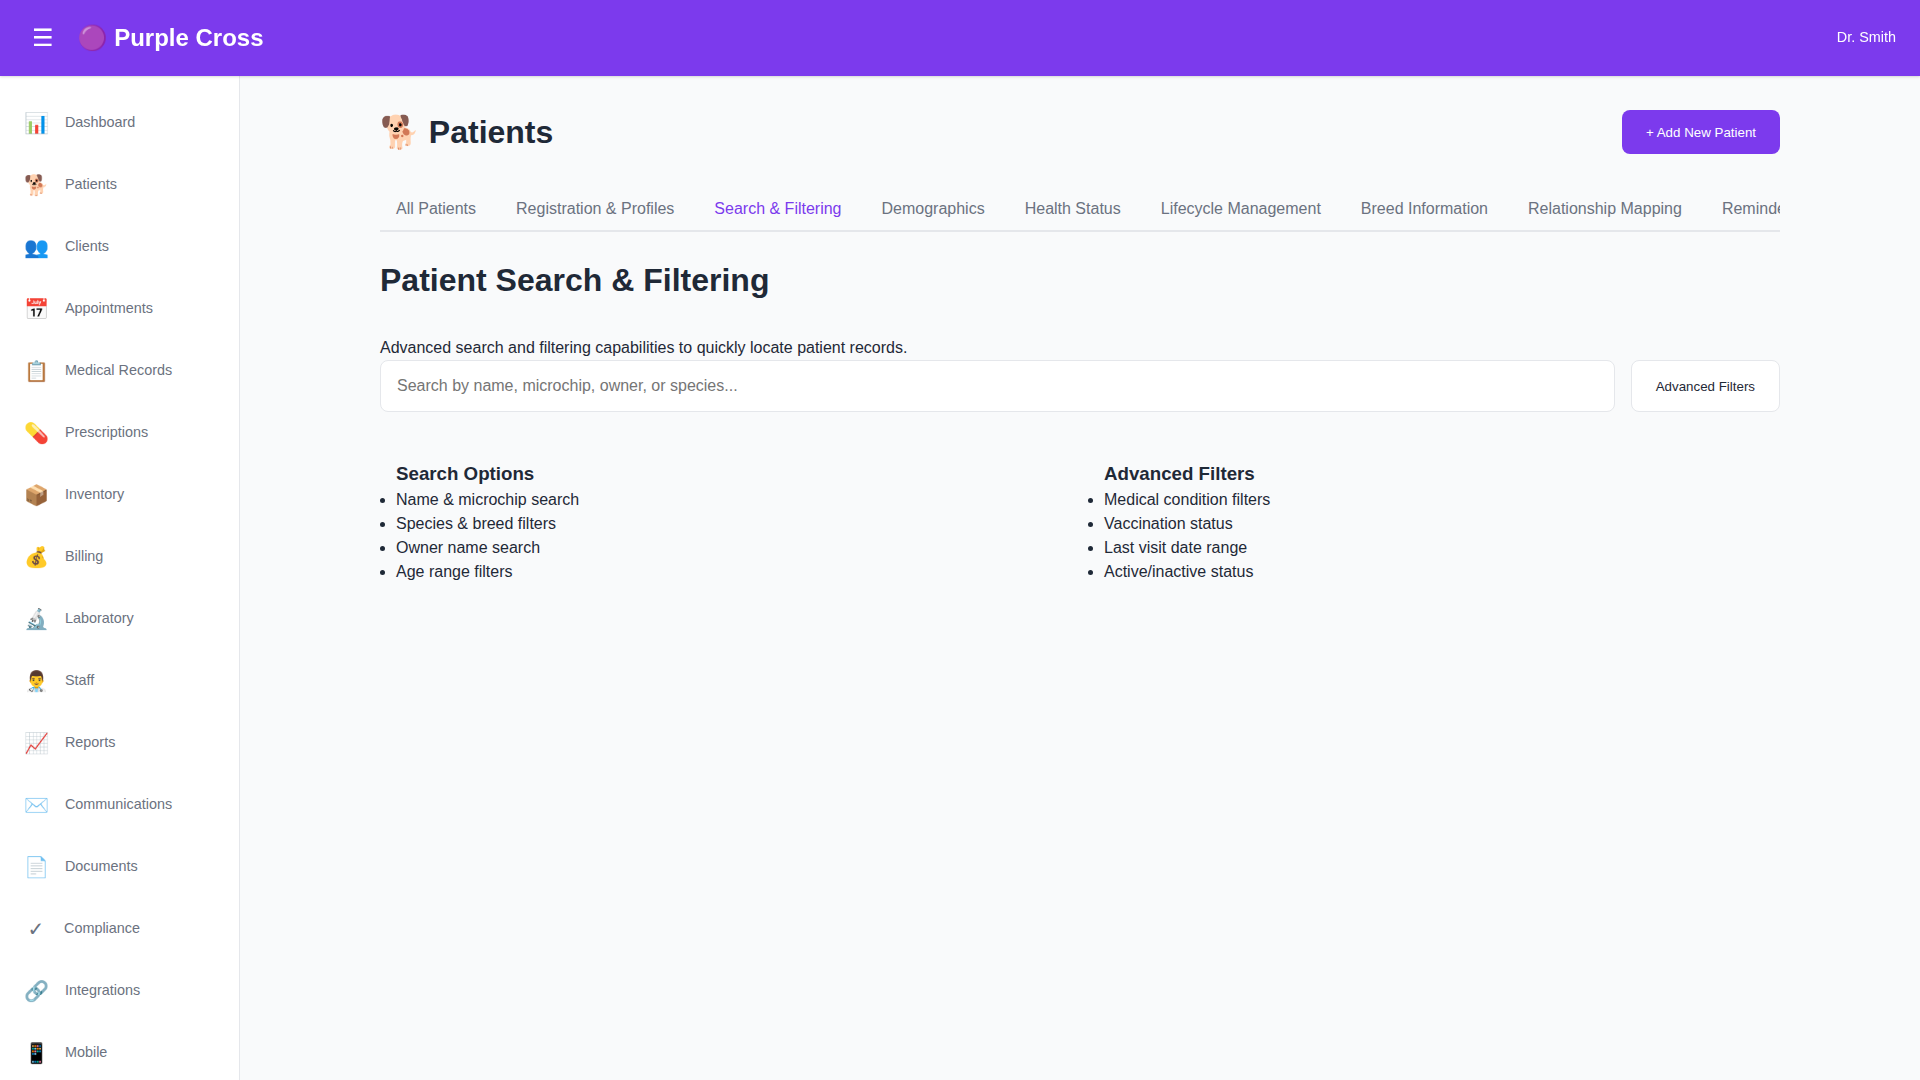 ☰ Purple Cross
Dr. Smith
Dashboard
Patients
Clients
Appointments
Medical Records
Prescriptions
Inventory
Billing
Laboratory
Staff
Reports
Communications
Documents
✓ Compliance
Integrations
Mobile
Patients
+ Add New Patient
All Patients Registration & Profiles Search & Filtering Demographics Health Status Lifecycle Management Breed Information Relationship Mapping
Patient Search & Filtering
Advanced search and filtering capabilities to quickly locate patient records.
Search by name, microchip, owner, or species...
Advanced Filters
Search Options
• Name & microchip search
• Species & breed filters
• Owner name search
• Age range filters
Advanced Filters
• Medical condition filters
• Vaccination status
• Last visit date range
• Active/inactive status